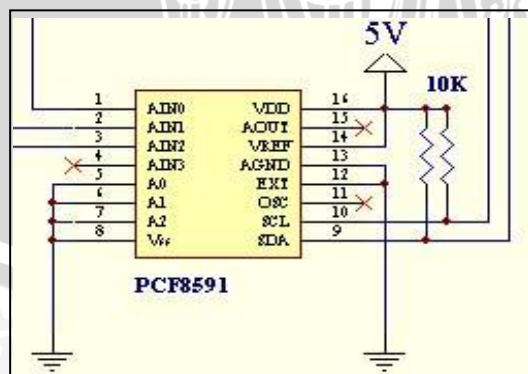 5V
10K
1 AIN0 VDD 16
2 AIN1 AOUT 15
3 AIN2 VREF 14
4 AIN3 AGND 13
5 A0 EXT 12
6 A1 OSC 11
7 A2 SCL 10
8 Vss SDA 9
PCF8591